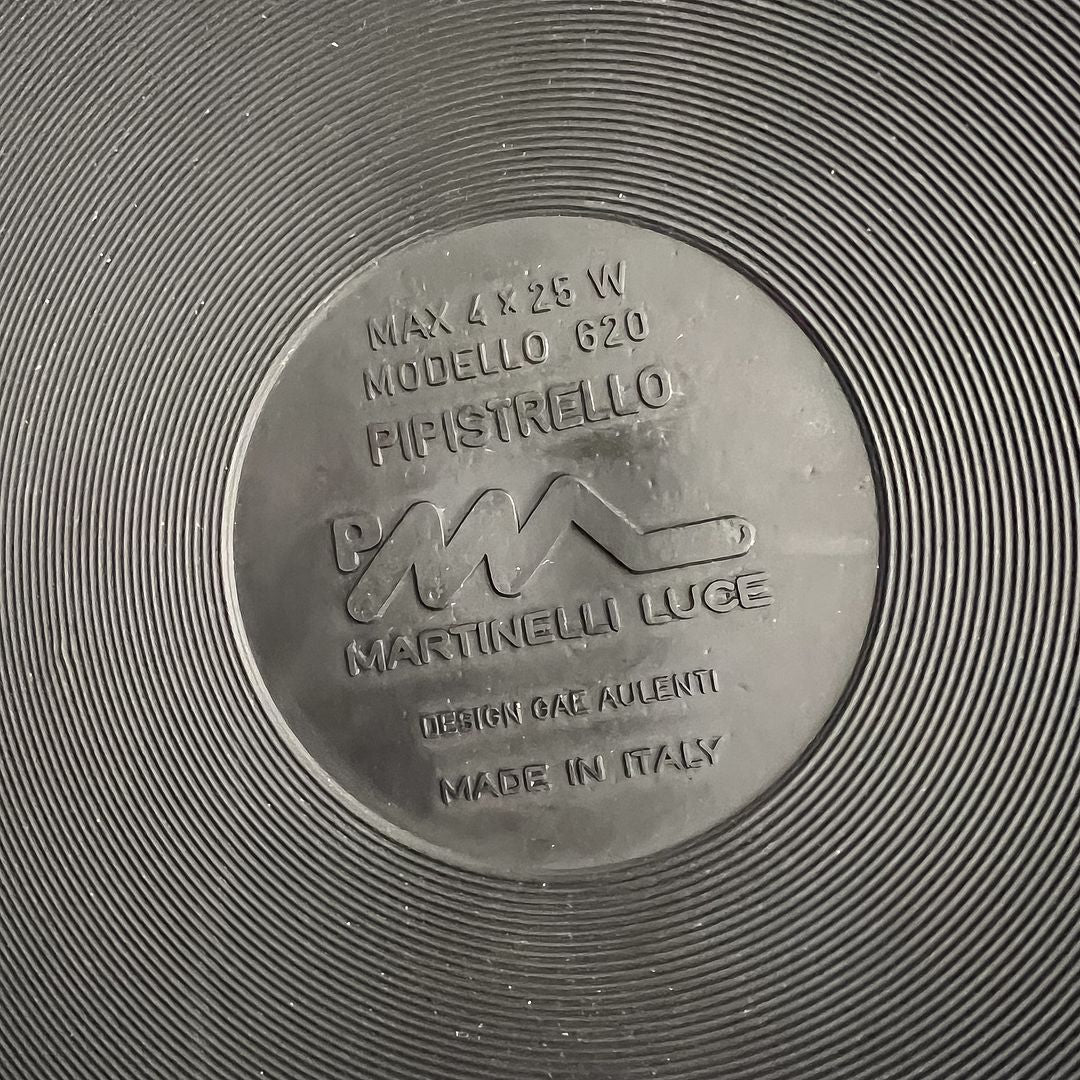 MAX 4 X 25 W
MODELLO 620
PIPISTRELLO
P
MARTINELLI LUCE
DESIGN GAE AULENTI
MADE IN ITALY